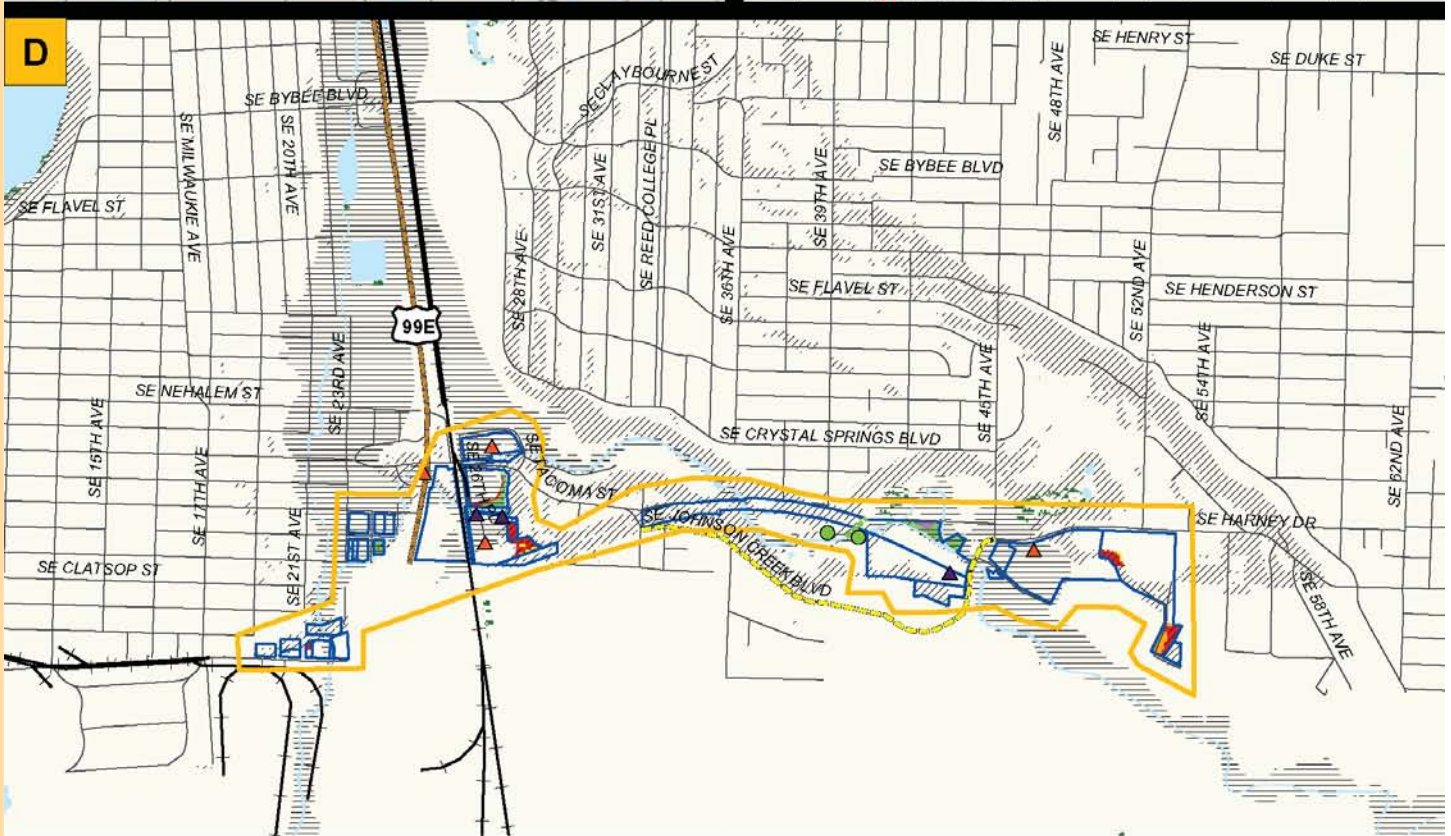 D
SE HENRY ST
SE DUKE ST
SE CLAYBOURNE ST
SE BYBEE BLVD
SE 48TH AVE
SE MILWAUKIE AVE
SE 20TH AVE
SE REED COLLEGE PL
SE 31ST AVE
SE 39TH AVE
SE BYBEE BLVD
SE FLAVEL ST
SE 28TH AVE
SE 36TH AVE
SE FLAVEL ST
SE 52ND AVE
SE HENDERSON ST
99E
SE 23RD AVE
SE 45TH AVE
SE 54TH AVE
SE NEHALEM ST
SE 15TH AVE
SE CRYSTAL SPRINGS BLVD
SE 62ND AVE
SE 17TH AVE
SE TACOMA ST
SE JOHNSON CREEK BLVD
SE HARNEY DR
SE 21ST AVE
SE CLATSOP ST
SE 58TH AVE